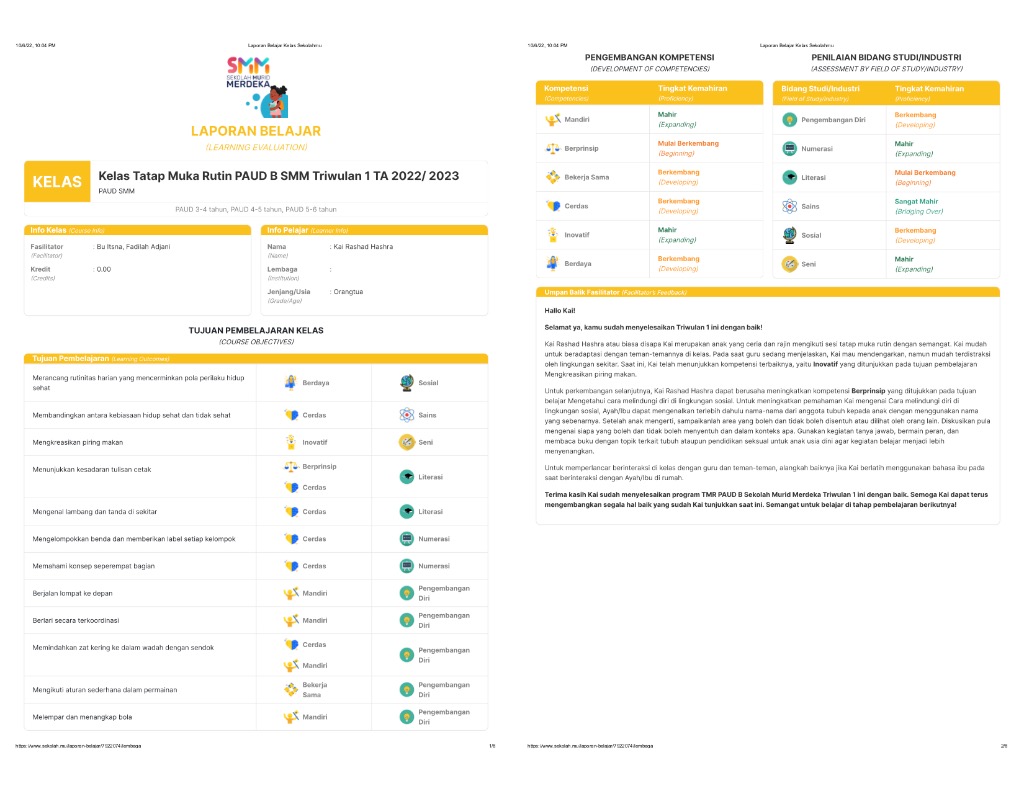 10/6/22, 10:04 PM
Laporan Belajar Kelas Sekolah.mu
SMM
SEKOLAH MURID
MERDEKA
LAPORAN BELAJAR
(LEARNING EVALUATION)
KELAS
Kelas Tatap Muka Rutin PAUD B SMM Triwulan 1 TA 2022/ 2023
PAUD SMM
PAUD 3-4 tahun, PAUD 4-5 tahun, PAUD 5-6 tahun
Info Kelas (Course Info)
Fasilitator : Bu Itsna, Fadilah Adjani
(Facilitator)
Kredit : 0.00
(Credits)
Info Pelajar (Learner Info)
Nama : Kai Rashad Hashra
(Name)
Lembaga :
(Institution)
Jenjang/Usia : Orangtua
(Grade/Age)
TUJUAN PEMBELAJARAN KELAS
(COURSE OBJECTIVES)
Tujuan Pembelajaran (Learning Outcomes)
Merancang rutinitas harian yang mencerminkan pola perilaku hidup
sehat
Berdaya
Sosial
Membandingkan antara kebiasaan hidup sehat dan tidak sehat
Cerdas
Sains
Mengkreasikan piring makan
Inovatif
Seni
Menunjukkan kesadaran tulisan cetak
Berprinsip
Cerdas
Literasi
Mengenal lambang dan tanda di sekitar
Cerdas
Literasi
Mengelompokkan benda dan memberikan label setiap kelompok
Cerdas
Numerasi
Memahami konsep seperempat bagian
Cerdas
Numerasi
Berjalan lompat ke depan
Mandiri
Pengembangan
Diri
Berlari secara terkoordinasi
Mandiri
Pengembangan
Diri
Memindahkan zat kering ke dalam wadah dengan sendok
Cerdas
Mandiri
Pengembangan
Diri
Mengikuti aturan sederhana dalam permainan
Bekerja
Sama
Pengembangan
Diri
Melempar dan menangkap bola
Mandiri
Pengembangan
Diri
1/5
10/6/22, 10:04 PM
Laporan Belajar Kelas Sekolah.mu
PENGEMBANGAN KOMPETENSI
(DEVELOPMENT OF COMPETENCIES)
Kompetensi Tingkat Kemahiran
(Competencies) (Proficiency)
Mandiri
Mahir
(Expanding)
Berprinsip
Mulai Berkembang
(Beginning)
Bekerja Sama
Berkembang
(Developing)
Cerdas
Berkembang
(Developing)
Inovatif
Mahir
(Expanding)
Berdaya
Berkembang
(Developing)
PENILAIAN BIDANG STUDI/INDUSTRI
(ASSESSMENT BY FIELD OF STUDY/INDUSTRY)
Bidang Studi/Industri Tingkat Kemahiran
(Field of Study/Industry) (Proficiency)
Pengembangan Diri
Berkembang
(Developing)
Numerasi
Mahir
(Expanding)
Literasi
Mulai Berkembang
(Beginning)
Sains
Sangat Mahir
(Bridging Over)
Sosial
Berkembang
(Developing)
Seni
Mahir
(Expanding)
Umpan Balik Fasilitator (Facilitator's Feedback)
Hallo Kai!
Selamat ya, kamu sudah menyelesaikan Triwulan 1 ini dengan baik!
Kai Rashad Hashra atau biasa disapa Kai merupakan anak yang ceria dan rajin mengikuti sesi tatap muka rutin dengan semangat. Kai mudah
untuk beradaptasi dengan teman-temannya di kelas. Pada saat guru sedang menjelaskan, Kai mau mendengarkan, namun mudah terdistraksi
oleh lingkungan sekitar. Saat ini, Kai telah menunjukkan kompetensi terbaiknya, yaitu Inovatif yang ditunjukkan pada tujuan pembelajaran
Mengkreasikan piring makan.
Untuk perkembangan selanjutnya, Kai Rashad Hashra dapat berusaha meningkatkan kompetensi Berprinsip yang ditujukkan pada tujuan
belajar Mengetahui cara melindungi diri di lingkungan sosial. Untuk meningkatkan pemahaman Kai mengenai Cara melindungi diri di
lingkungan sosial, Ayah/Ibu dapat mengenalkan terlebih dahulu nama-nama dari anggota tubuh kepada anak dengan menggunakan nama
yang sebenarnya. Setelah anak mengerti, sampaikanlah area yang boleh dan tidak boleh disentuh atau dilihat oleh orang lain. Diskusikan pula
mengenai siapa yang boleh dan tidak boleh menyentuh dan dalam konteks apa. Gunakan kegiatan tanya jawab, bermain peran, dan
membaca buku dengan topik terkait tubuh ataupun pendidikan seksual untuk anak usia dini agar kegiatan belajar menjadi lebih
menyenangkan.
Untuk memperlancar berinteraksi di kelas dengan guru dan teman-teman, alangkah baiknya jika Kai berlatih menggunakan bahasa ibu pada
saat berinteraksi dengan Ayah/Ibu di rumah.
Terima kasih Kai sudah menyelesaikan program TMR PAUD B Sekolah Murid Merdeka Triwulan 1 ini dengan baik. Semoga Kai dapat terus
mengembangkan segala hal baik yang sudah Kai tunjukkan saat ini. Semangat untuk belajar di tahap pembelajaran berikutnya!
2/5